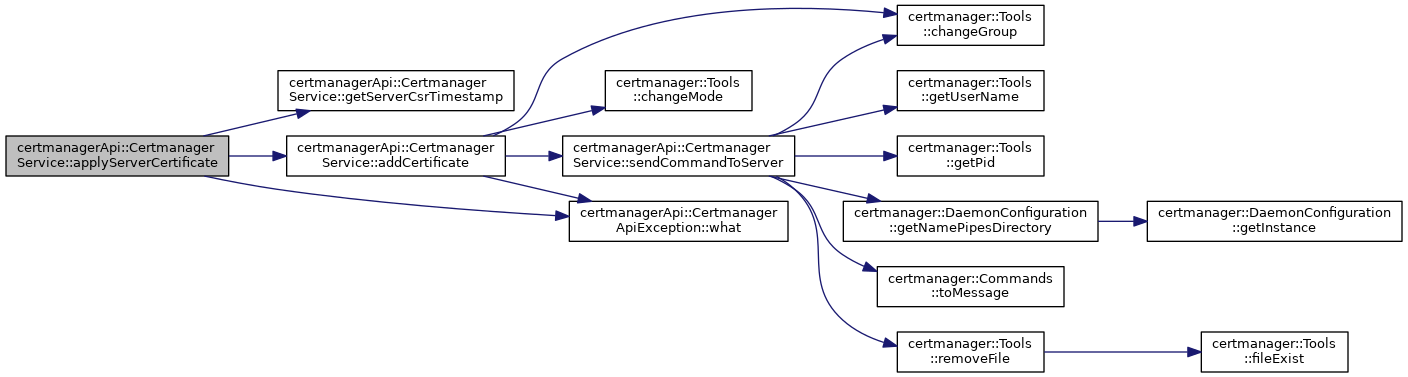 certmanagerApi::Certmanager
Service::applyServerCertificate
certmanagerApi::Certmanager
Service::getServerCsrTimestamp
certmanagerApi::Certmanager
Service::addCertificate
certmanager::Tools
::changeMode
certmanagerApi::Certmanager
Service::sendCommandToServer
certmanagerApi::Certmanager
ApiException::what
certmanager::Tools
::changeGroup
certmanager::Tools
::getUserName
certmanager::Tools
::getPid
certmanager::DaemonConfiguration
::getNamePipesDirectory
certmanager::Commands
::toMessage
certmanager::Tools
::removeFile
certmanager::DaemonConfiguration
::getInstance
certmanager::Tools
::fileExist